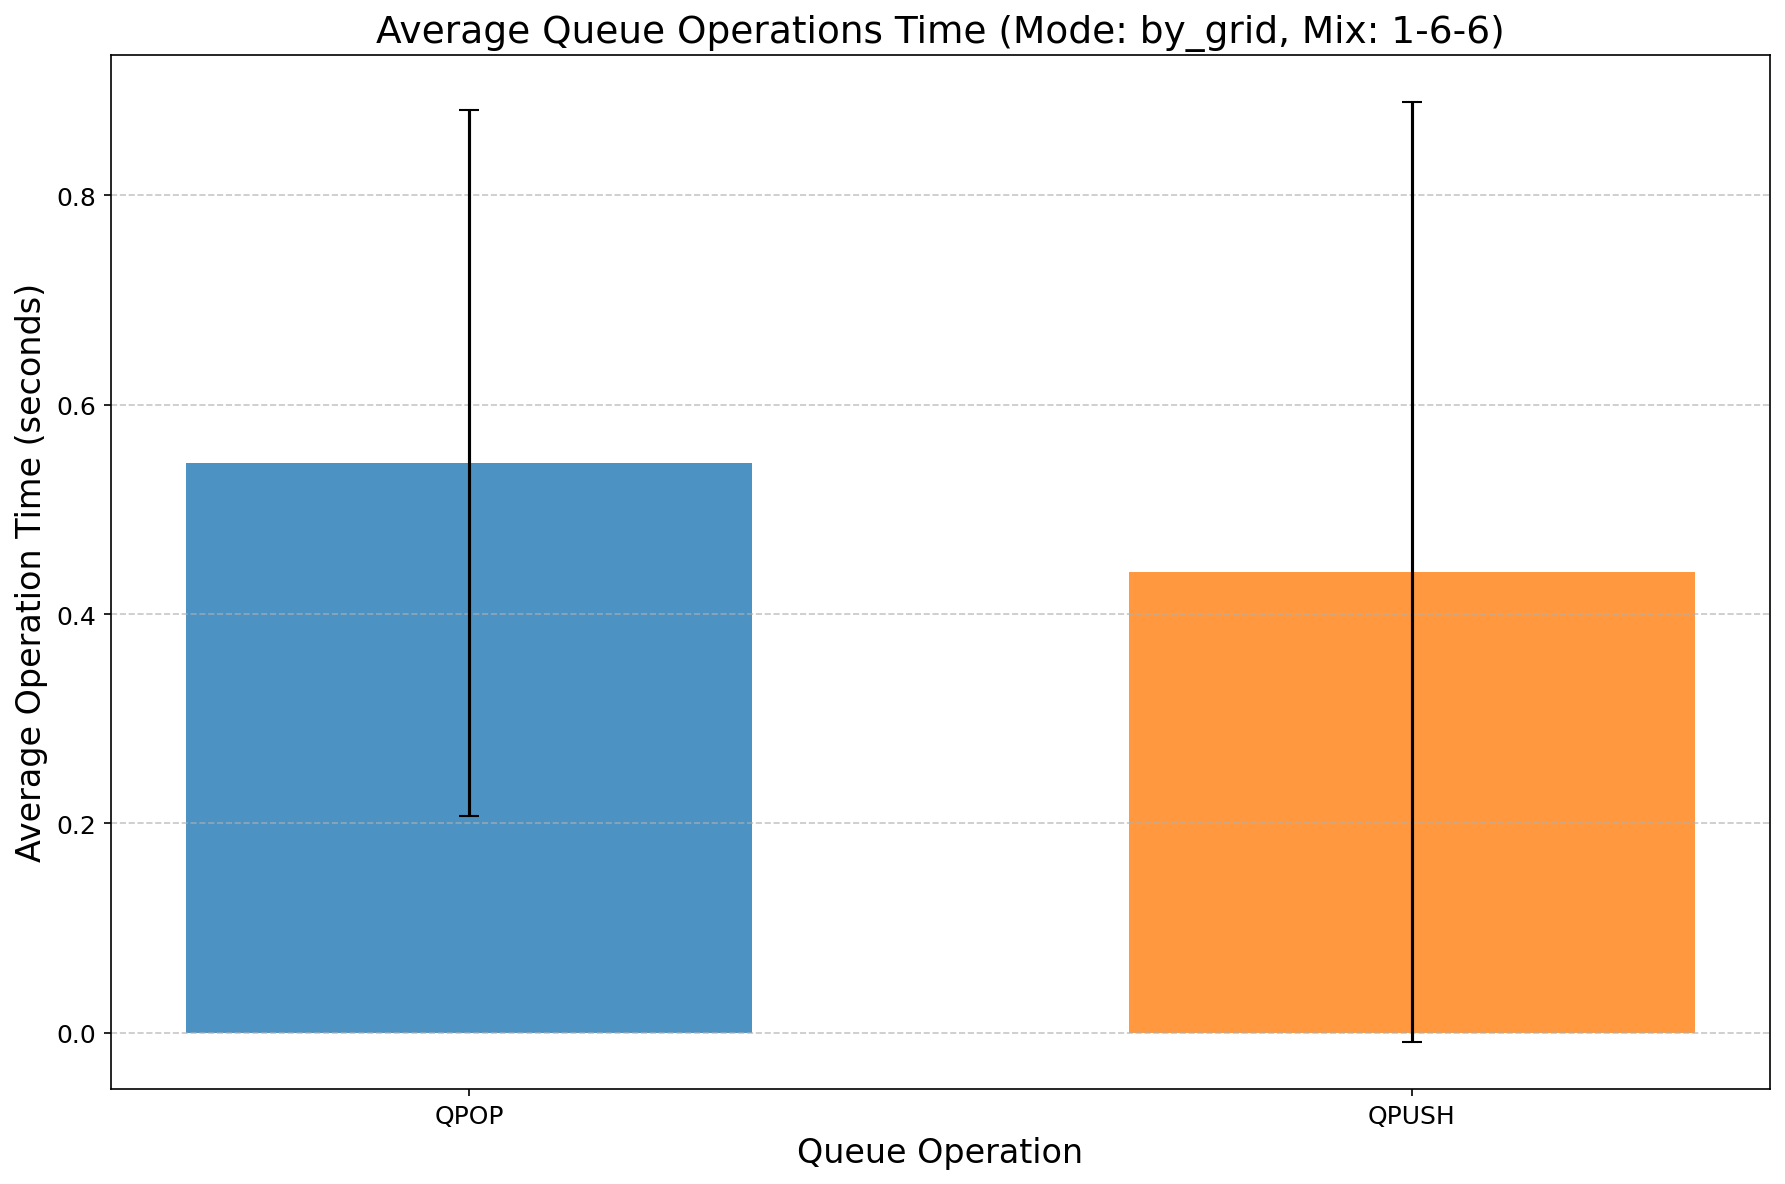 Average Queue Operations Time (Mode: by_grid, Mix: 1-6-6)
Average Operation Time (seconds)
0.8
0.6
0.4
0.2
0.0
QPOP
QPUSH
Queue Operation